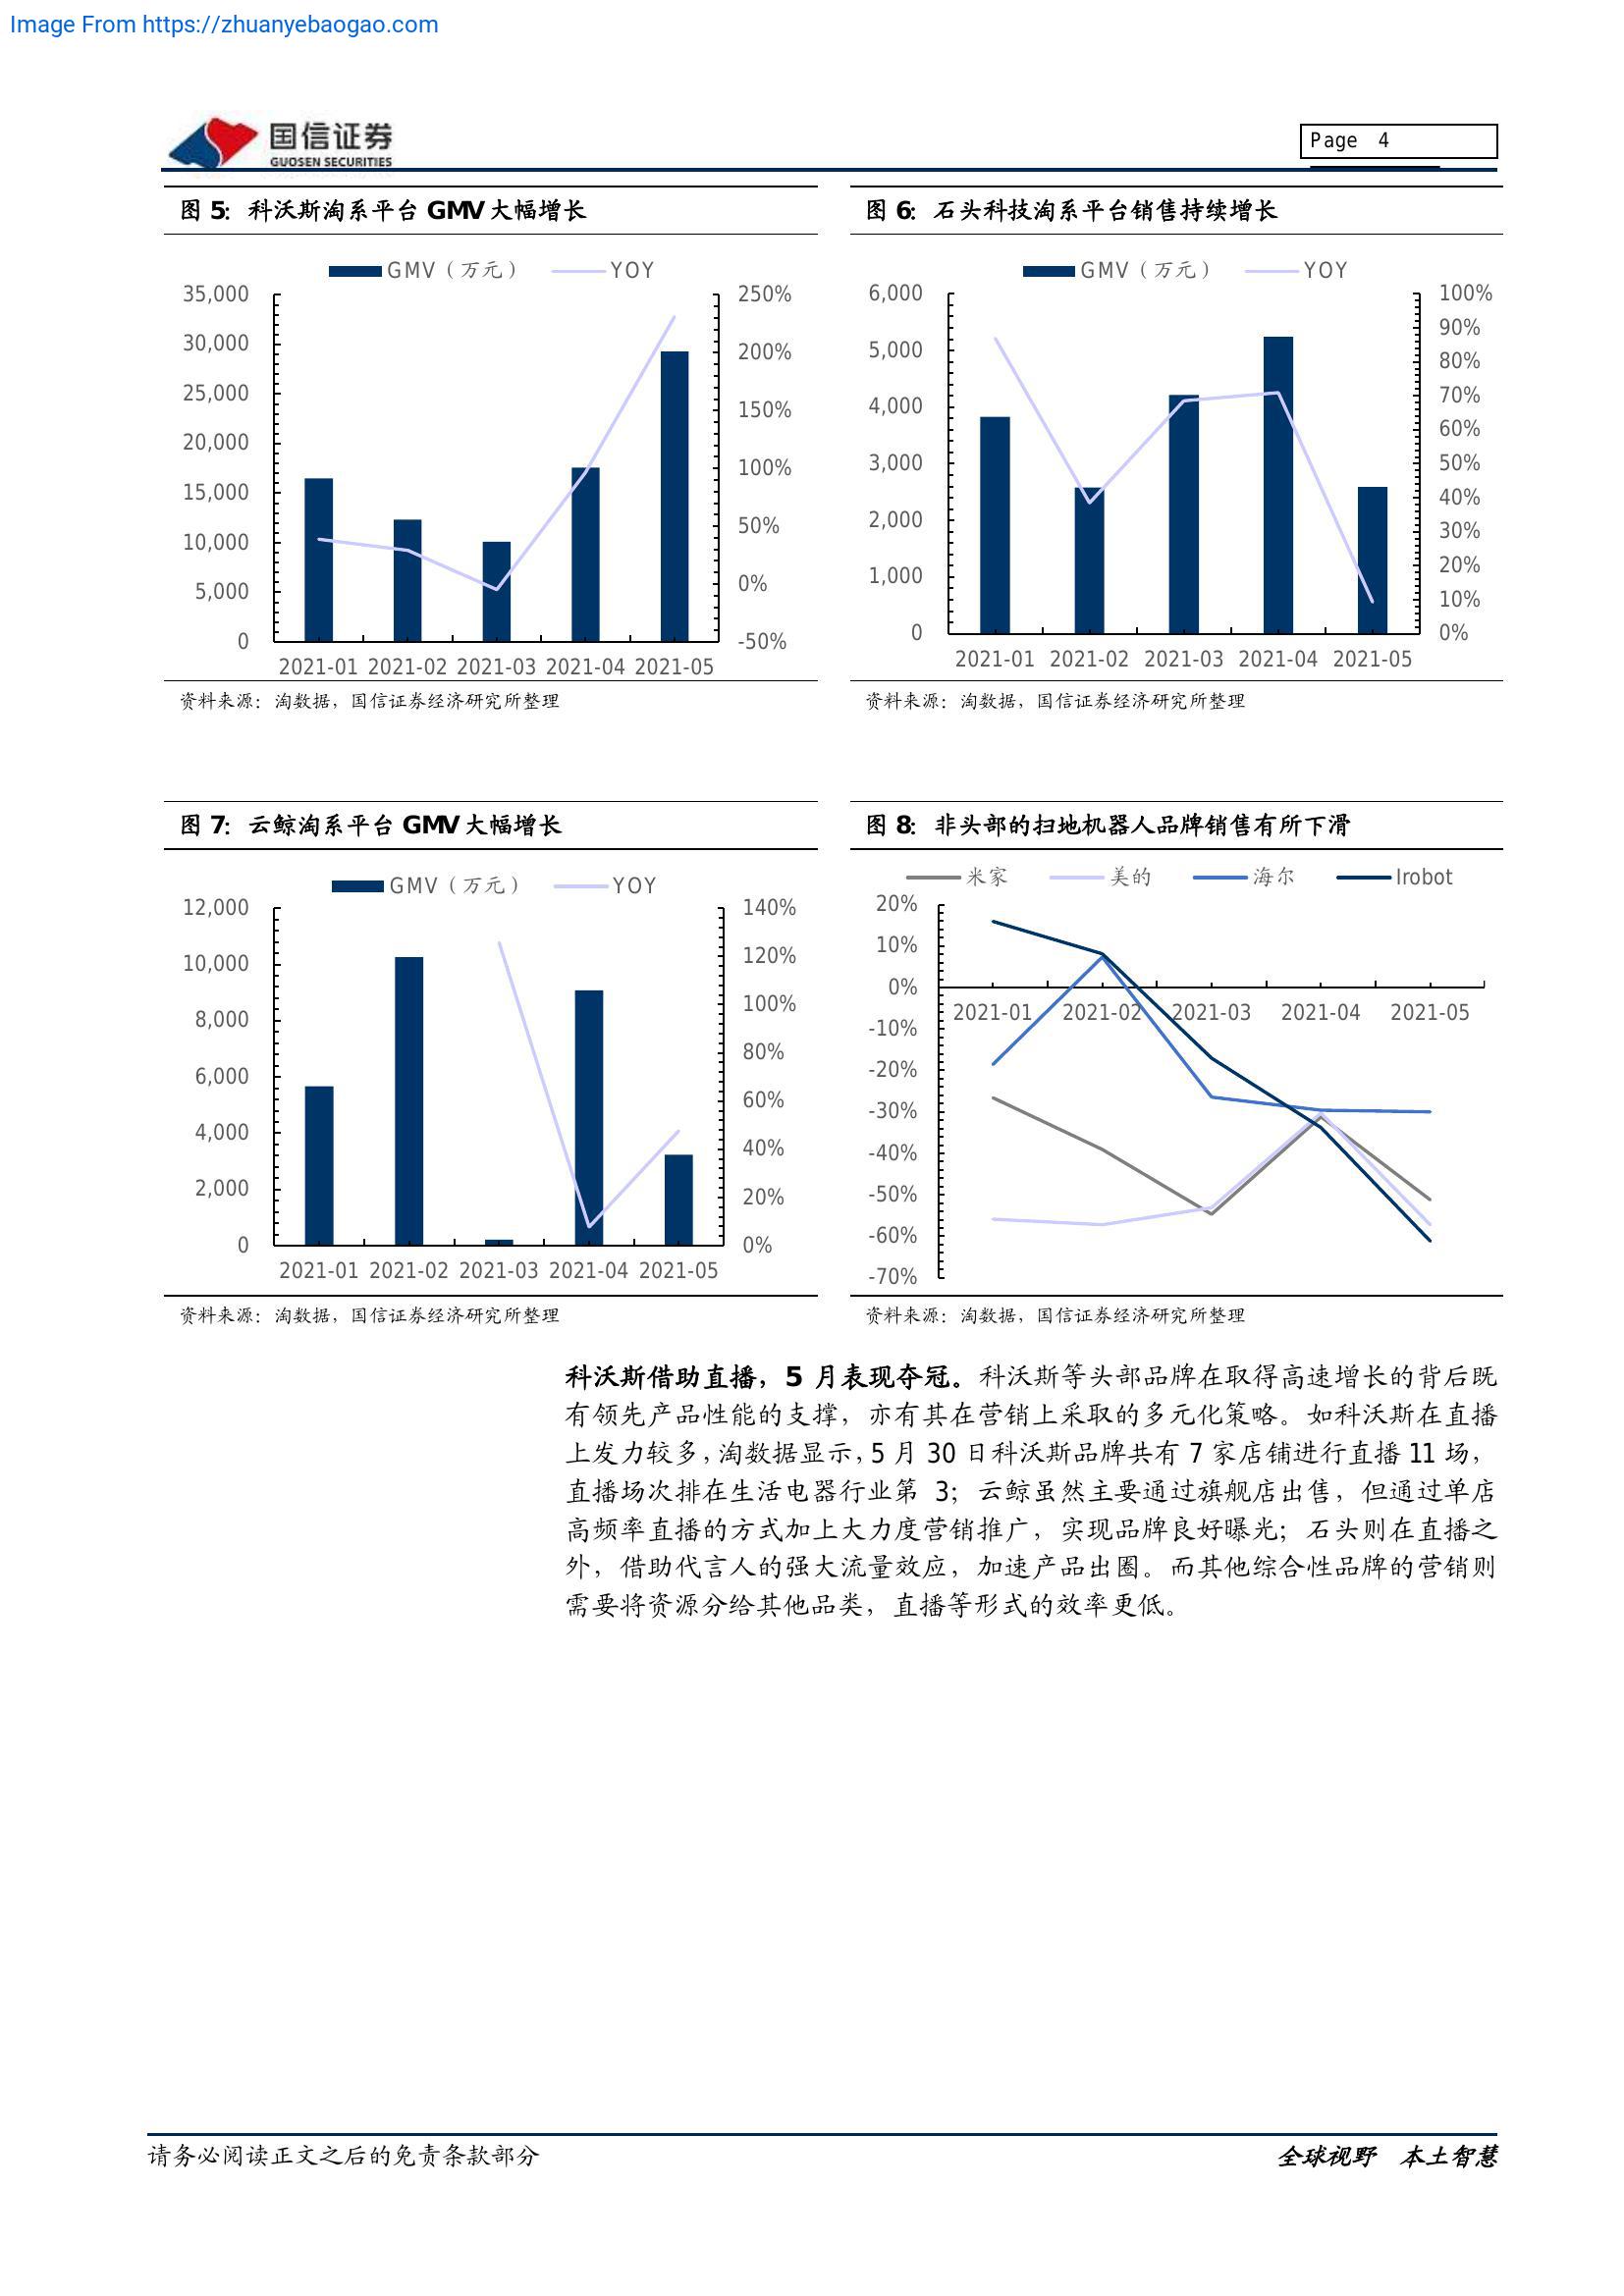 Image From https://zhuanyebaogao.com
国信证券
GUOSEN SECURITIES
Page 4
图 5：科沃斯淘系平台 GMV 大幅增长
GMV（万元） YOY
35,000
30,000
25,000
20,000
15,000
10,000
5,000
0
250%
200%
150%
100%
50%
0%
-50%
2021-01 2021-02 2021-03 2021-04 2021-05
资料来源：淘数据，国信证券经济研究所整理
图 6：石头科技淘系平台销售持续增长
GMV（万元） YOY
6,000
5,000
4,000
3,000
2,000
1,000
0
100%
90%
80%
70%
60%
50%
40%
30%
20%
10%
0%
2021-01 2021-02 2021-03 2021-04 2021-05
资料来源：淘数据，国信证券经济研究所整理
图 7：云鲸淘系平台 GMV 大幅增长
GMV（万元） YOY
12,000
10,000
8,000
6,000
4,000
2,000
0
140%
120%
100%
80%
60%
40%
20%
0%
2021-01 2021-02 2021-03 2021-04 2021-05
资料来源：淘数据，国信证券经济研究所整理
图 8：非头部的扫地机器人品牌销售有所下滑
米家 美的 海尔 Irobot
20%
10%
0%
-10%
-20%
-30%
-40%
-50%
-60%
-70%
2021-01 2021-02 2021-03 2021-04 2021-05
资料来源：淘数据，国信证券经济研究所整理
科沃斯借助直播，5 月表现夺冠。科沃斯等头部品牌在取得高速增长的背后既
有领先产品性能的支撑，亦有其在营销上采取的多元化策略。如科沃斯在直播
上发力较多，淘数据显示，5 月 30 日科沃斯品牌共有 7 家店铺进行直播 11 场，
直播场次排在生活电器行业第 3；云鲸虽然主要通过旗舰店出售，但通过单店
高频率直播的方式加上大力度营销推广，实现品牌良好曝光；石头则在直播之
外，借助代言人的强大流量效应，加速产品出圈。而其他综合性品牌的营销则
需要将资源分给其他品类，直播等形式的效率更低。
请务必阅读正文之后的免责条款部分
全球视野 本土智慧